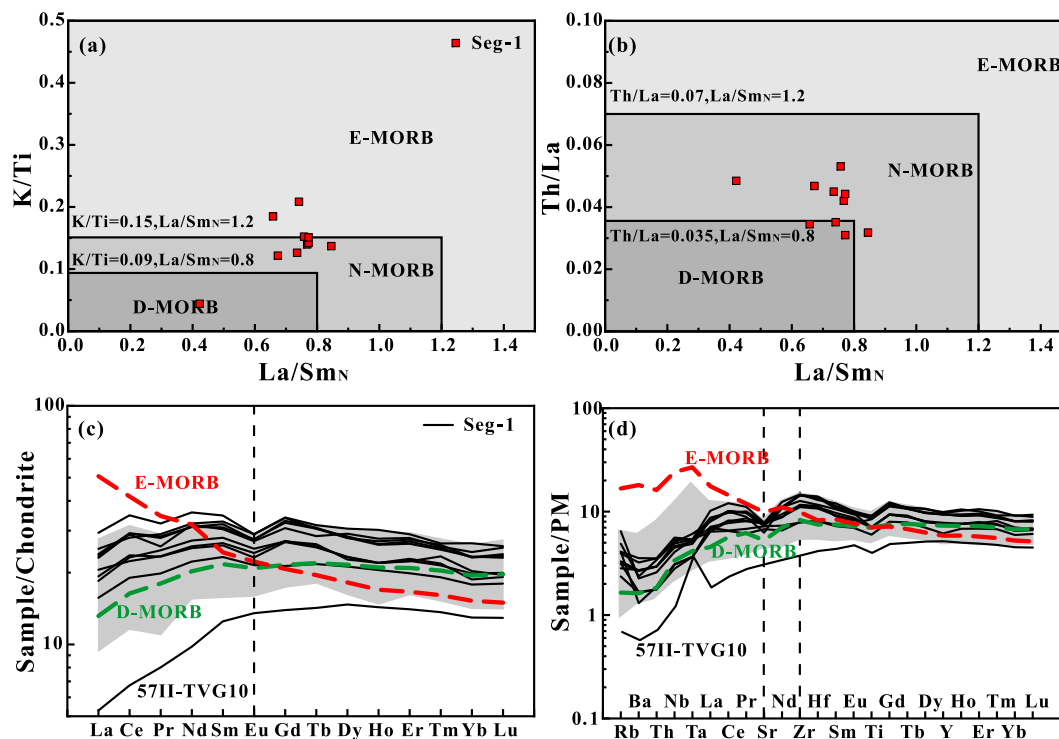 (a)
Seg-1
E-MORB
K/Ti=0.15,La/SmN=1.2
K/Ti=0.09,La/SmN=0.8
N-MORB
D-MORB
K/Ti
0.5
0.4
0.3
0.2
0.1
0.0
0.0 0.2 0.4 0.6 0.8 1.0 1.2 1.4
La/SmN
(b)
E-MORB
Th/La=0.07,La/SmN=1.2
N-MORB
Th/La=0.035,La/SmN=0.8
D-MORB
Th/La
0.10
0.08
0.06
0.04
0.02
0.00
0.0 0.2 0.4 0.6 0.8 1.0 1.2 1.4
La/SmN
(c)
Seg-1
E-MORB
D-MORB
57II-TVG10
Sample/Chondrite
100
10
La Ce Pr Nd Sm Eu Gd Tb Dy Ho Er Tm Yb Lu
(d)
E-MORB
D-MORB
57II-TVG10
Sample/PM
100
10
1
0.1
Ba Nb La Pr Nd Hf Eu Gd Dy Ho Tm Lu
Rb Th Ta Ce Sr Zr Sm Ti Tb Y Er Yb